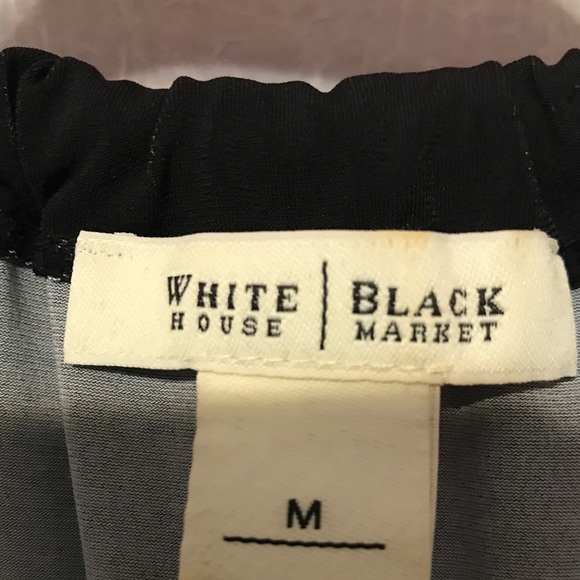 WHITE | BLACK
HOUSE | MARKET
M